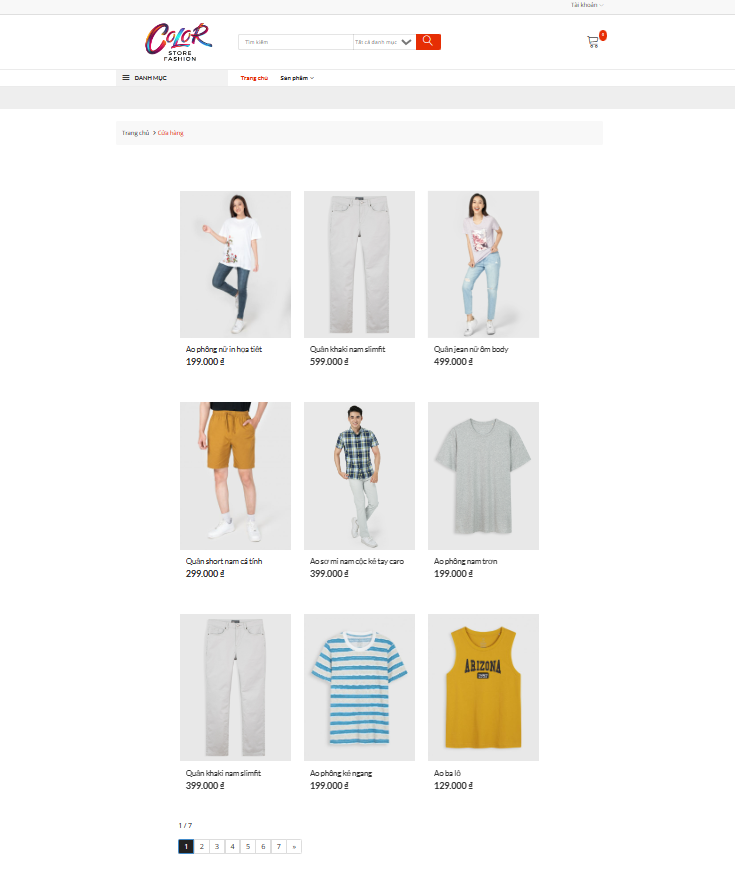 Tài khoản
COLOR
STORE
FASHION
Tìm kiếm
Tất cả danh mục
DANH MỤC
Trang chủ
Sản phẩm
Trang chủ > Cửa hàng
Áo phông nữ in họa tiết
199.000 ₫
Quần khaki nam slimfit
599.000 ₫
Quần jean nữ ôm body
499.000 ₫
Quần short nam cá tính
299.000 ₫
Áo sơ mi nam cộc kẻ tay caro
399.000 ₫
Áo phông nam trơn
199.000 ₫
ARIZONA
Quần khaki nam slimfit
399.000 ₫
Áo phông kẻ ngang
199.000 ₫
Áo ba lỗ
129.000 ₫
1 / 7
1 2 3 4 5 6 7 »